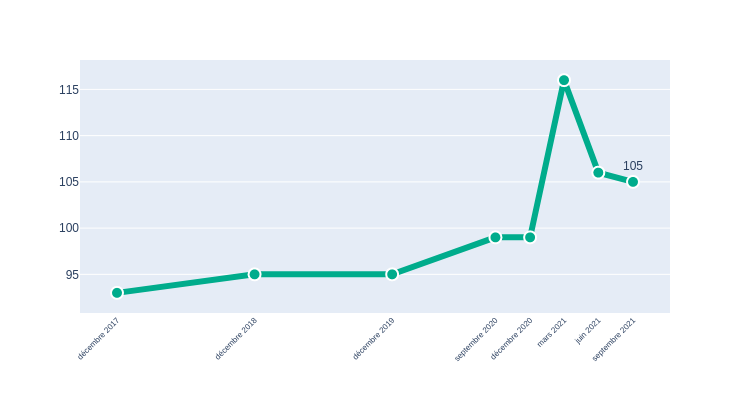 115
110
105
105
100
95
décembre 2017
décembre 2018
décembre 2019
septembre 2020
décembre 2020
mars 2021
juin 2021
septembre 2021